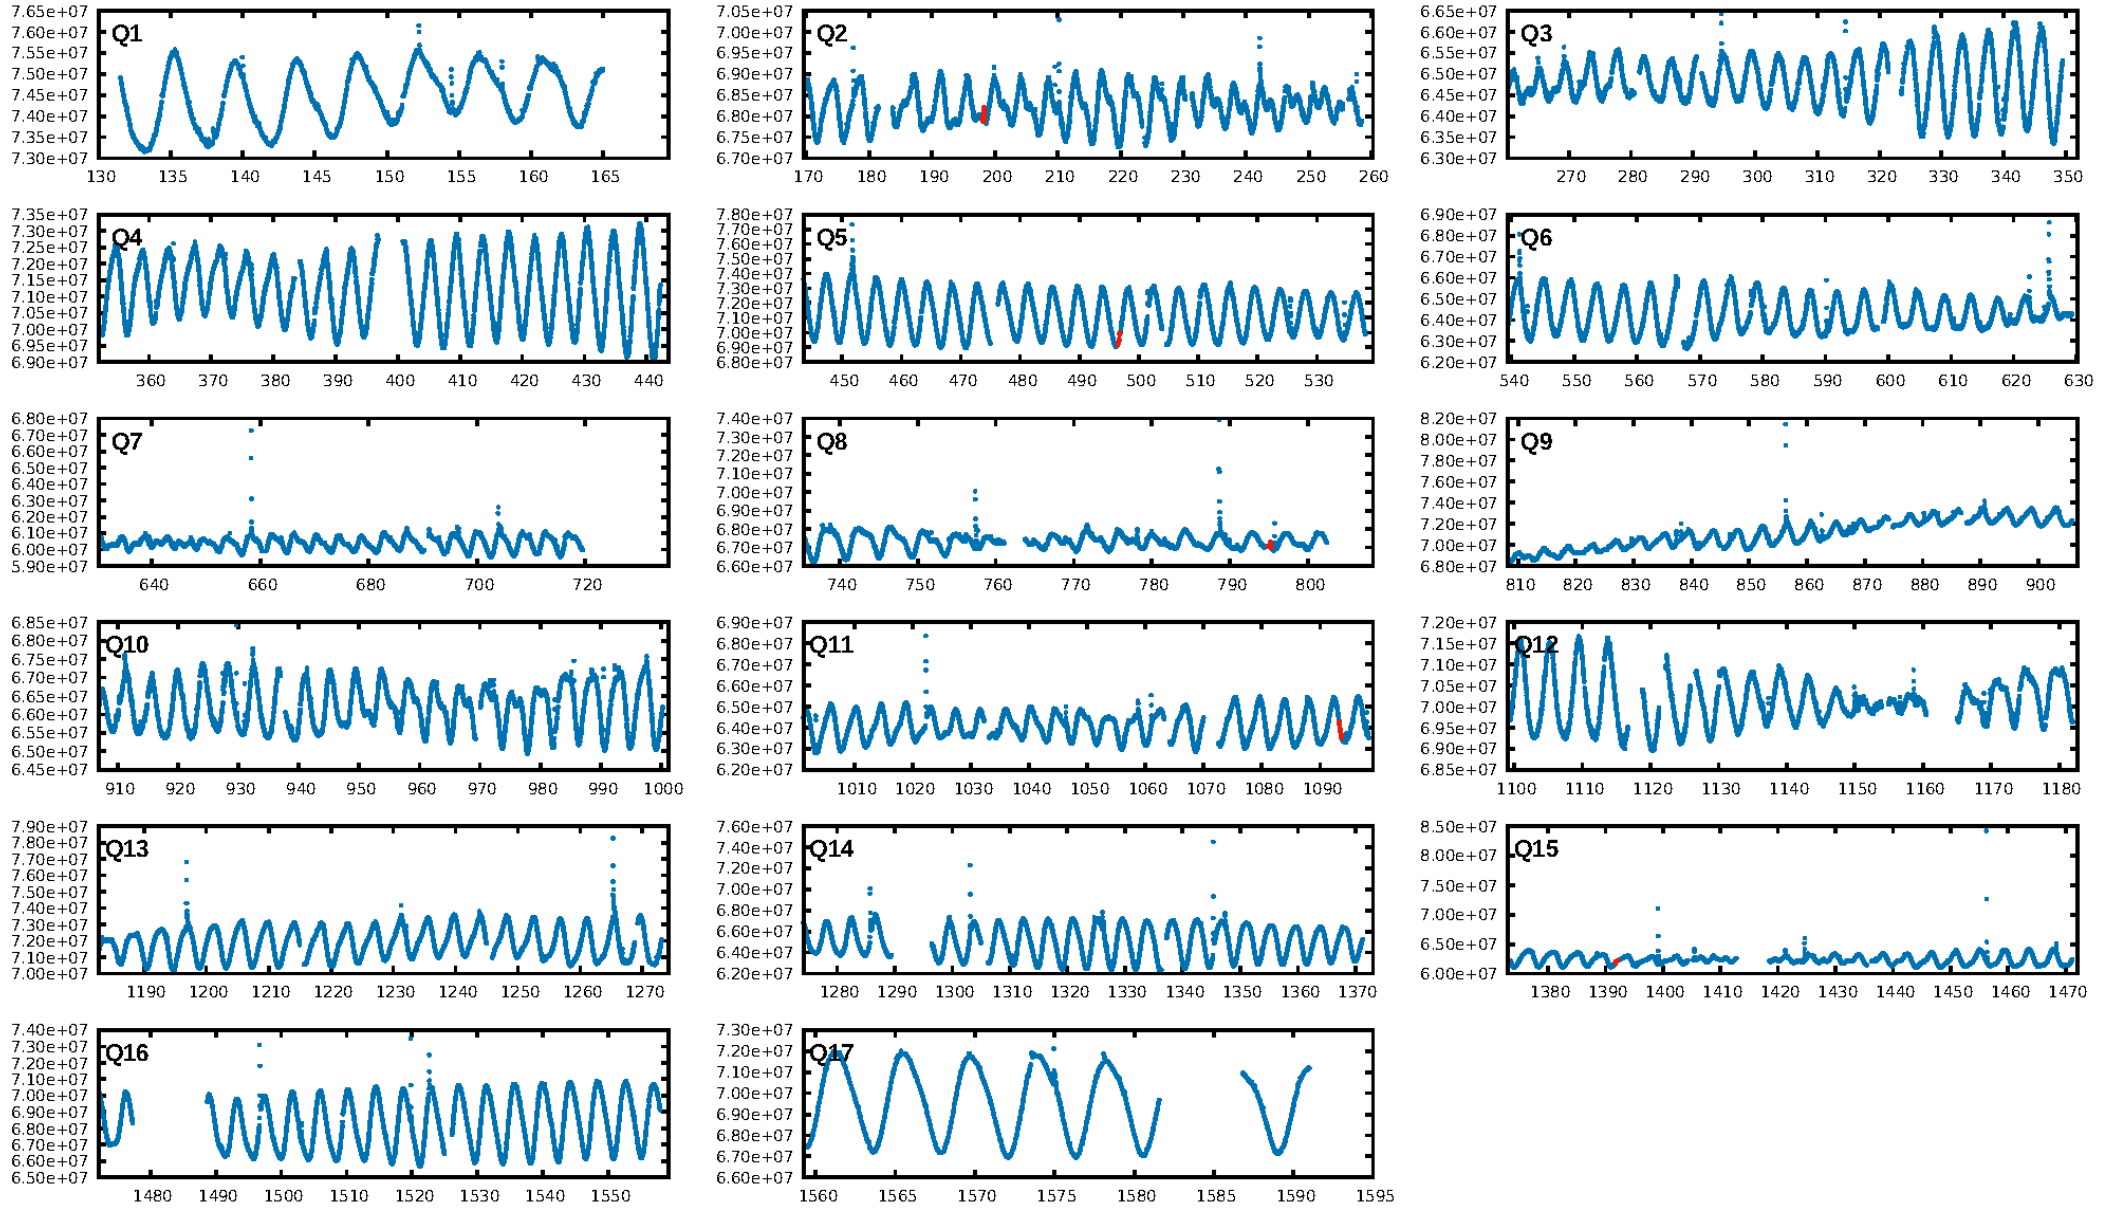 7.65e+07
7.60e+07
7.55e+07
7.50e+07
7.45e+07
7.40e+07
7.35e+07
7.30e+07
Q1
130 135 140 145 150 155 160 165
7.05e+07
7.00e+07
6.95e+07
6.90e+07
6.85e+07
6.80e+07
6.75e+07
6.70e+07
Q2
170 180 190 200 210 220 230 240 250 260
6.65e+07
6.60e+07
6.55e+07
6.50e+07
6.45e+07
6.40e+07
6.35e+07
6.30e+07
Q3
270 280 290 300 310 320 330 340 350
7.35e+07
7.30e+07
7.25e+07
7.20e+07
7.15e+07
7.10e+07
7.05e+07
7.00e+07
6.95e+07
6.90e+07
Q4
360 370 380 390 400 410 420 430 440
7.80e+07
7.70e+07
7.60e+07
7.50e+07
7.40e+07
7.30e+07
7.20e+07
7.10e+07
7.00e+07
6.90e+07
6.80e+07
Q5
450 460 470 480 490 500 510 520 530
6.90e+07
6.80e+07
6.70e+07
6.60e+07
6.50e+07
6.40e+07
6.30e+07
6.20e+07
Q6
540 550 560 570 580 590 600 610 620 630
6.80e+07
6.70e+07
6.60e+07
6.50e+07
6.40e+07
6.30e+07
6.20e+07
6.10e+07
6.00e+07
5.90e+07
Q7
640 660 680 700 720
7.40e+07
7.30e+07
7.20e+07
7.10e+07
7.00e+07
6.90e+07
6.80e+07
6.70e+07
6.60e+07
Q8
740 750 760 770 780 790 800
8.20e+07
8.00e+07
7.80e+07
7.60e+07
7.40e+07
7.20e+07
7.00e+07
6.80e+07
Q9
810 820 830 840 850 860 870 880 890 900
6.85e+07
6.80e+07
6.75e+07
6.70e+07
6.65e+07
6.60e+07
6.55e+07
6.50e+07
6.45e+07
Q10
910 920 930 940 950 960 970 980 990 1000
6.90e+07
6.80e+07
6.70e+07
6.60e+07
6.50e+07
6.40e+07
6.30e+07
6.20e+07
Q11
1010 1020 1030 1040 1050 1060 1070 1080 1090
7.20e+07
7.15e+07
7.10e+07
7.05e+07
7.00e+07
6.95e+07
6.90e+07
6.85e+07
Q12
1100 1110 1120 1130 1140 1150 1160 1170 1180
7.90e+07
7.80e+07
7.70e+07
7.60e+07
7.50e+07
7.40e+07
7.30e+07
7.20e+07
7.10e+07
7.00e+07
Q13
1190 1200 1210 1220 1230 1240 1250 1260 1270
7.60e+07
7.40e+07
7.20e+07
7.00e+07
6.80e+07
6.60e+07
6.40e+07
6.20e+07
Q14
1280 1290 1300 1310 1320 1330 1340 1350 1360 1370
8.50e+07
8.00e+07
7.50e+07
7.00e+07
6.50e+07
6.00e+07
Q15
1380 1390 1400 1410 1420 1430 1440 1450 1460 1470
7.40e+07
7.30e+07
7.20e+07
7.10e+07
7.00e+07
6.90e+07
6.80e+07
6.70e+07
6.60e+07
6.50e+07
Q16
1480 1490 1500 1510 1520 1530 1540 1550
7.30e+07
7.20e+07
7.10e+07
7.00e+07
6.90e+07
6.80e+07
6.70e+07
6.60e+07
Q17
1560 1565 1570 1575 1580 1585 1590 1595